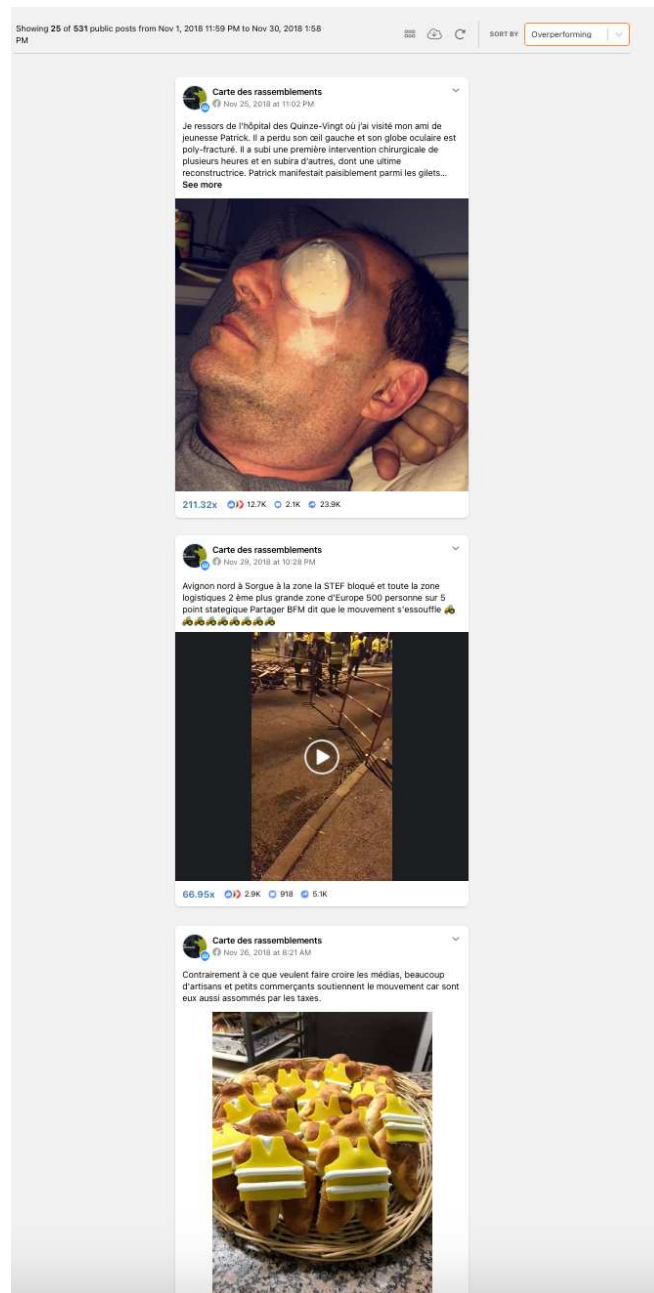 Showing 25 of 531 public posts from Nov 1, 2018 11:59 PM to Nov 30, 2018 1:58
PM
SORT BY
Overperforming
Carte des rassemblements
Nov 25, 2018 at 11:02 PM
Je ressors de l'hôpital des Quinze-Vingt où j'ai visité mon ami de
jeunesse Patrick. Il a perdu son œil gauche et son globe oculaire est
poly-fracturé. Il a subi une première intervention chirurgicale de
plusieurs heures et en subira d'autres, dont une ultime
reconstructrice. Patrick manifestait paisiblement parmi les gilets...
See more
211.32x 12.7K 2.1K 23.9K
Carte des rassemblements
Nov 29, 2018 at 10:28 PM
Avignon nord à Sorgue à la zone la STEF bloqué et toute la zone
logistiques 2 ème plus grande zone d'Europe 500 personne sur 5
point stategique Partager BFM dit que le mouvement s'essouffle 🚜
🚜🚜🚜🚜🚜🚜🚜🚜
66.95x 2.9K 918 5.1K
Carte des rassemblements
Nov 26, 2018 at 8:21 AM
Contrairement à ce que veulent faire croire les médias, beaucoup
d'artisans et petits commerçants soutiennent le mouvement car sont
eux aussi assommés par les taxes.